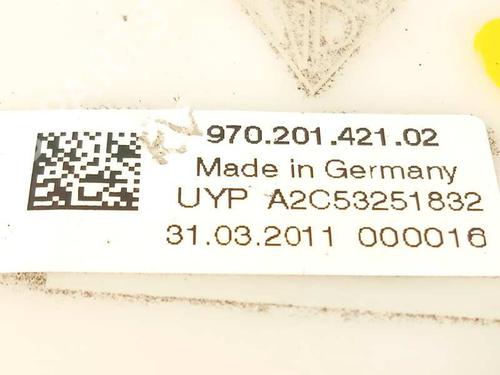 970.201.421.02
Made in Germany
UYP A2C53251832
31.03.2011 000016